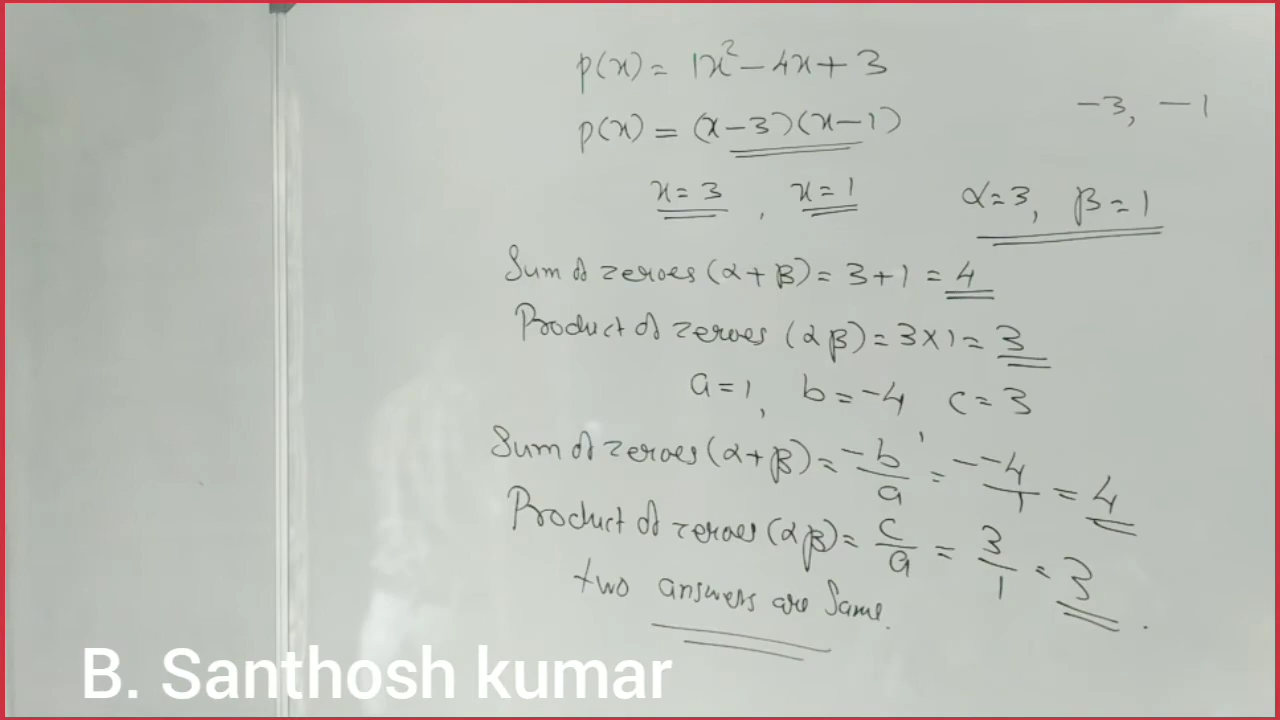 p(x) = 1x² - 4x + 3
p(x) = (x-3)(x-1)
-3, -1
x = 3 , x = 1
α = 3, β = 1
Sum of zeroes (α + β) = 3 + 1 = 4
Product of zeroes (αβ) = 3 × 1 = 3
a = 1, b = -4, c = 3
Sum of zeroes (α + β) = -b/a = --4/1 = 4
Product of zeroes (αβ) = c/a = 3/1 = 3
two answers are same.
B. Santhosh kumar